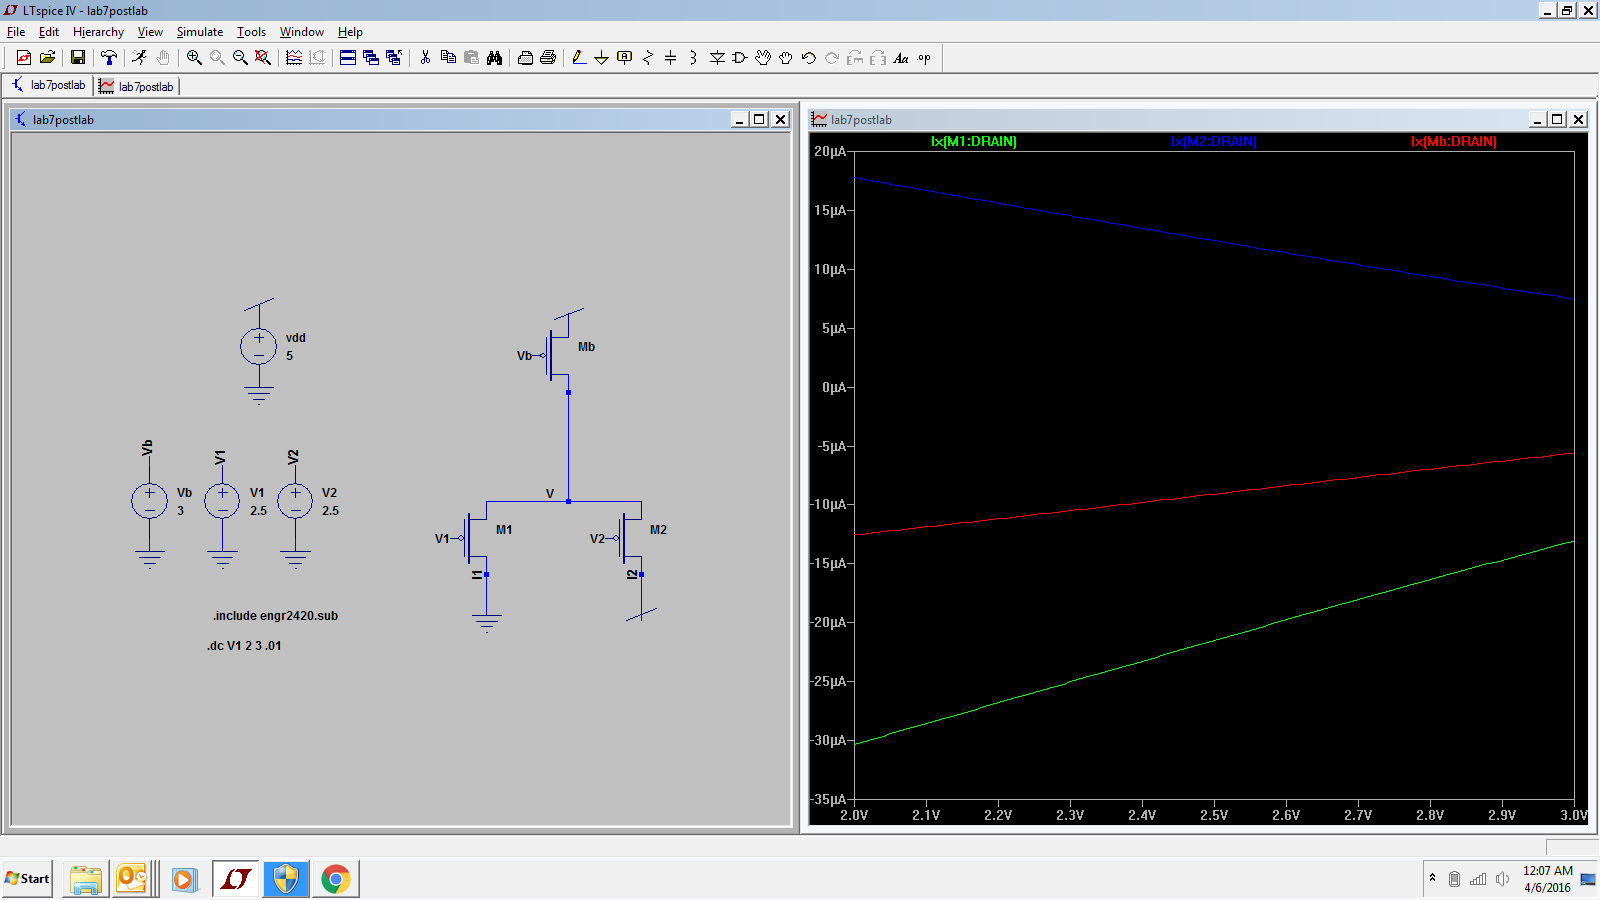 LTspice IV - lab7postlab
File Edit Hierarchy View Simulate Tools Window Help
Aa .op
lab7postlab lab7postlab
lab7postlab
vdd
5
Mb
Vb
Vb V1 V2
Vb
3
V1
2.5
V2
2.5
V
V1 M1
V2 M2
I1 I2
.include engr2420.sub
.dc V1 2 3 .01
lab7postlab
Ix(M1:DRAIN) Ix(M2:DRAIN) Ix(Mb:DRAIN)
20µA
15µA
10µA
5µA
0µA
-5µA
-10µA
-15µA
-20µA
-25µA
-30µA
-35µA
2.0V 2.1V 2.2V 2.3V 2.4V 2.5V 2.6V 2.7V 2.8V 2.9V 3.0V
Start
12:07 AM
4/6/2016